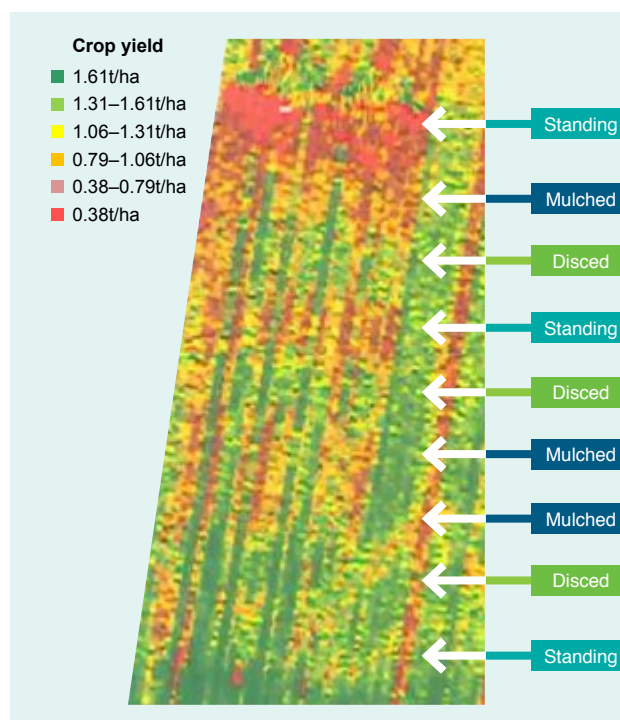 Crop yield
1.61t/ha
1.31–1.61t/ha
1.06–1.31t/ha
0.79–1.06t/ha
0.38–0.79t/ha
0.38t/ha
Standing
Mulched
Disced
Standing
Disced
Mulched
Mulched
Disced
Standing